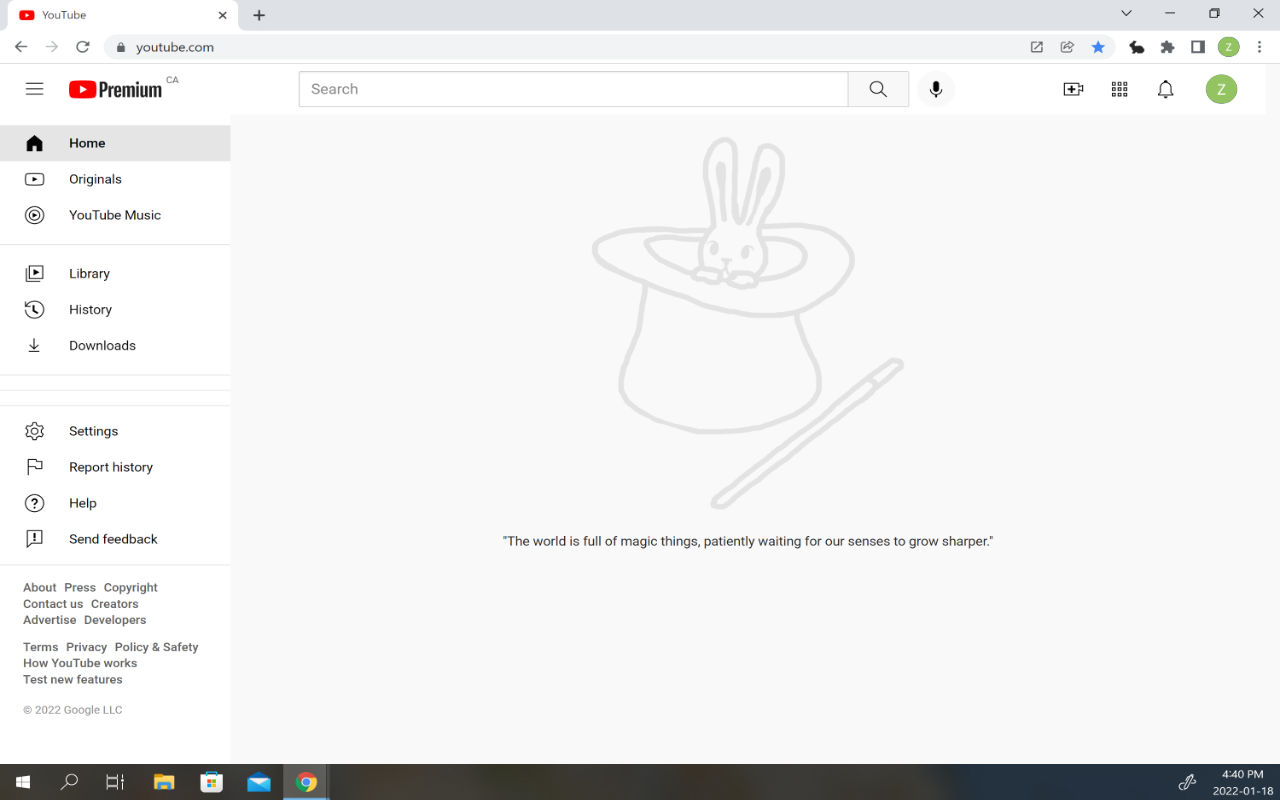 YouTube
youtube.com
Z
Premium CA
Search
Z
Home
Originals
YouTube Music
Library
History
Downloads
Settings
Report history
Help
Send feedback
About Press Copyright
Contact us Creators
Advertise Developers
Terms Privacy Policy & Safety
How YouTube works
Test new features
© 2022 Google LLC
"The world is full of magic things, patiently waiting for our senses to grow sharper."
4:40 PM
2022-01-18